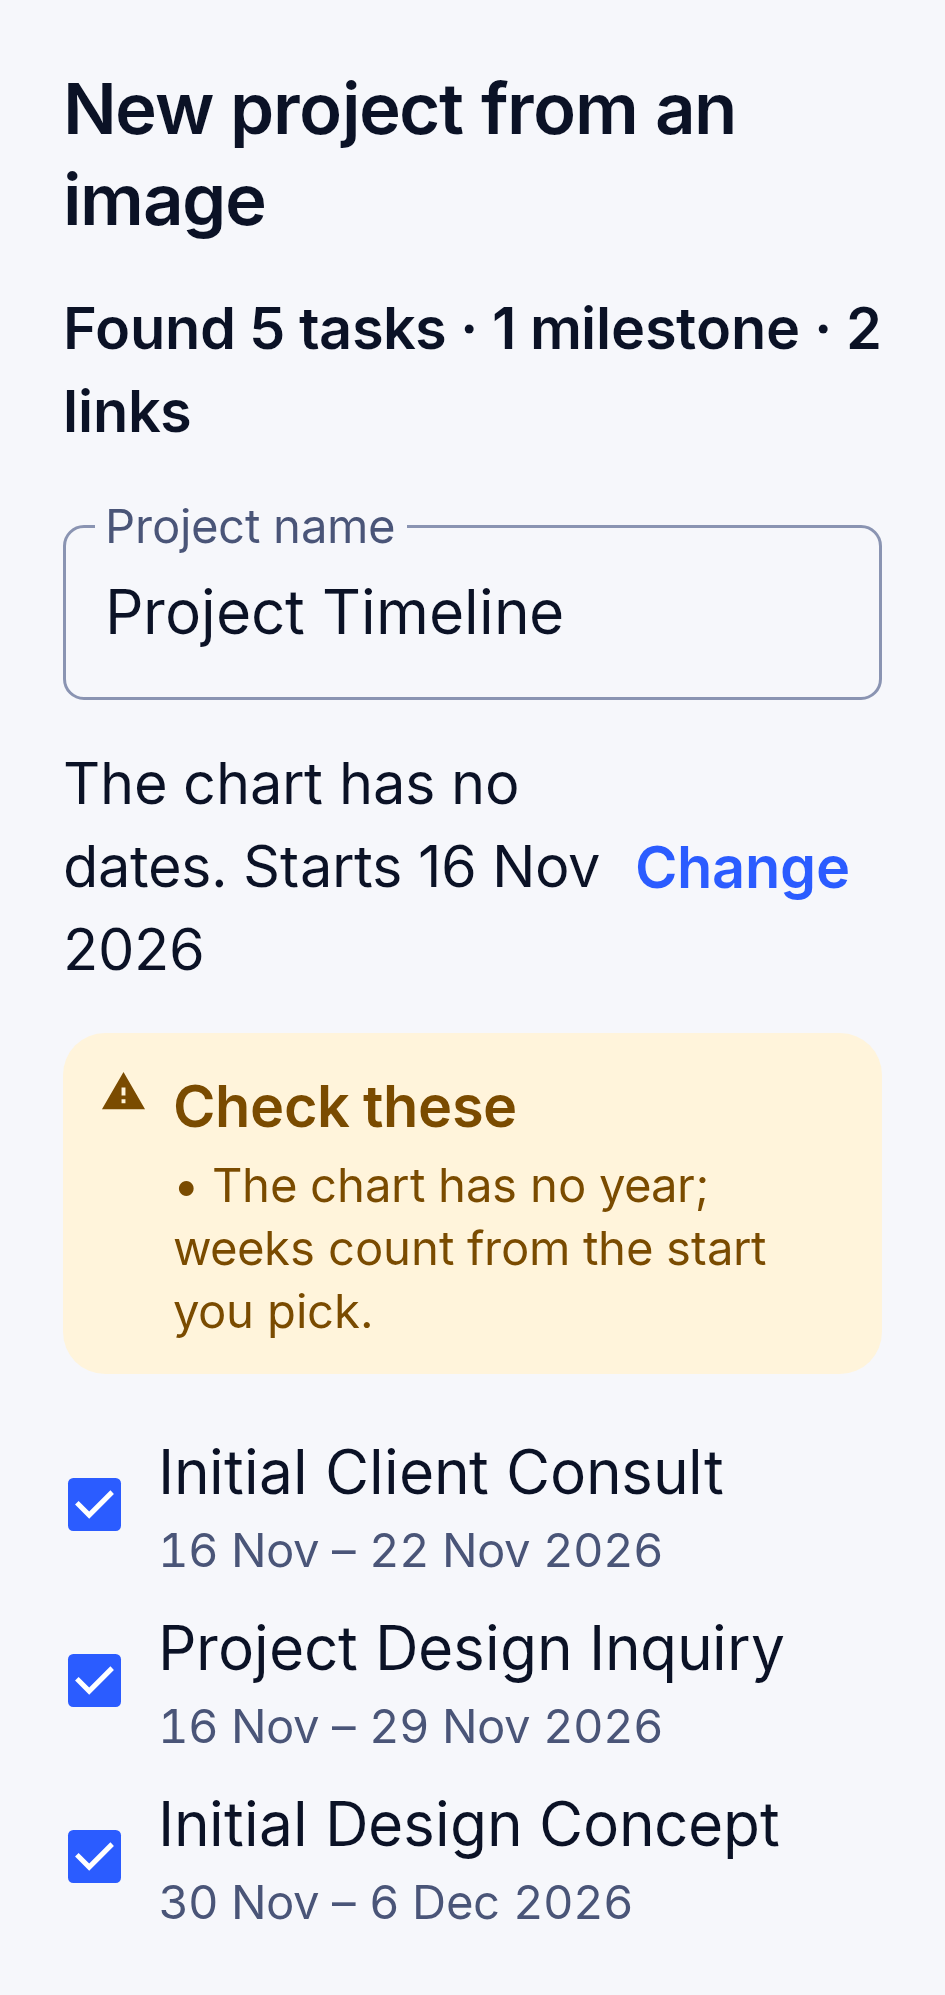 New project from an
image
Found 5 tasks · 1 milestone · 2
links
Project name
Project Timeline
The chart has no
dates. Starts 16 Nov
2026
Change
Check these
• The chart has no year;
weeks count from the start
you pick.
Initial Client Consult
16 Nov – 22 Nov 2026
Project Design Inquiry
16 Nov – 29 Nov 2026
Initial Design Concept
30 Nov – 6 Dec 2026